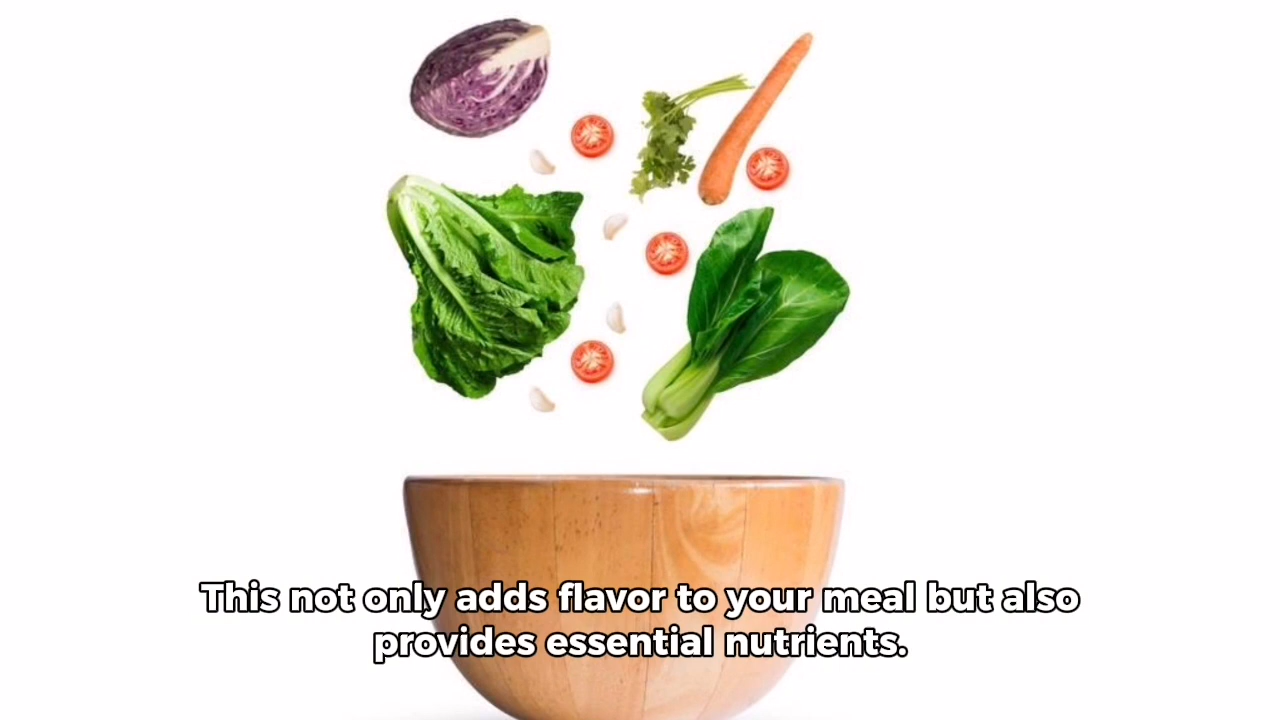 This not only adds flavor to your meal but also
provides essential nutrients.